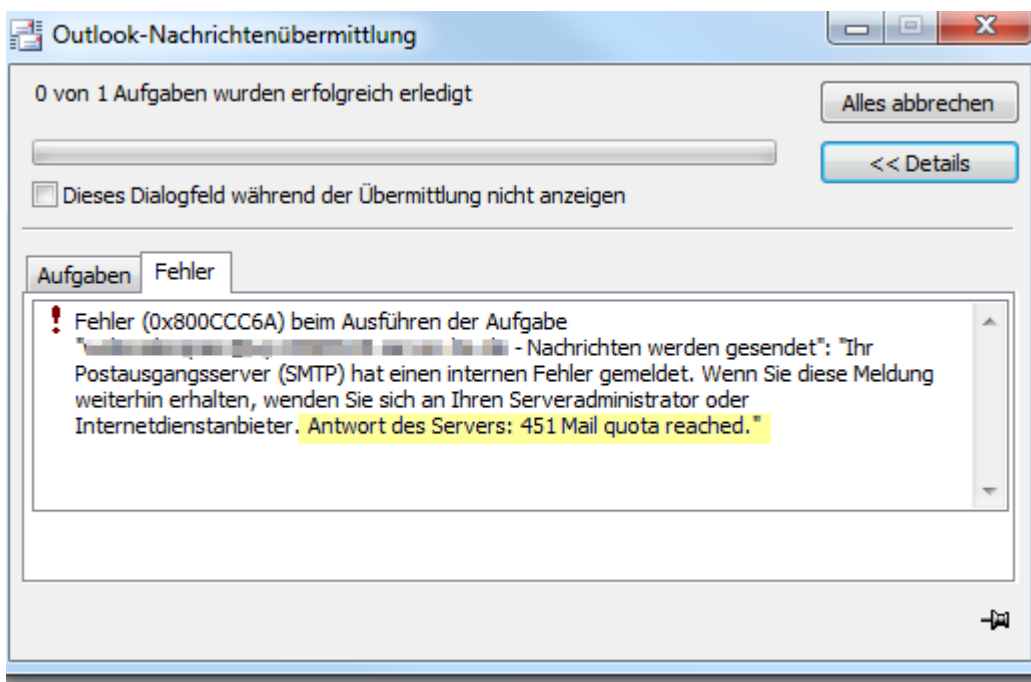 Outlook-Nachrichtenübermittlung
0 von 1 Aufgaben wurden erfolgreich erledigt
Alles abbrechen
<< Details
Dieses Dialogfeld während der Übermittlung nicht anzeigen
Aufgaben
Fehler
Fehler (0x800CCC6A) beim Ausführen der Aufgabe
" - Nachrichten werden gesendet": "Ihr
Postausgangsserver (SMTP) hat einen internen Fehler gemeldet. Wenn Sie diese Meldung
weiterhin erhalten, wenden Sie sich an Ihren Serveradministrator oder
Internetdienstanbieter. Antwort des Servers: 451 Mail quota reached."